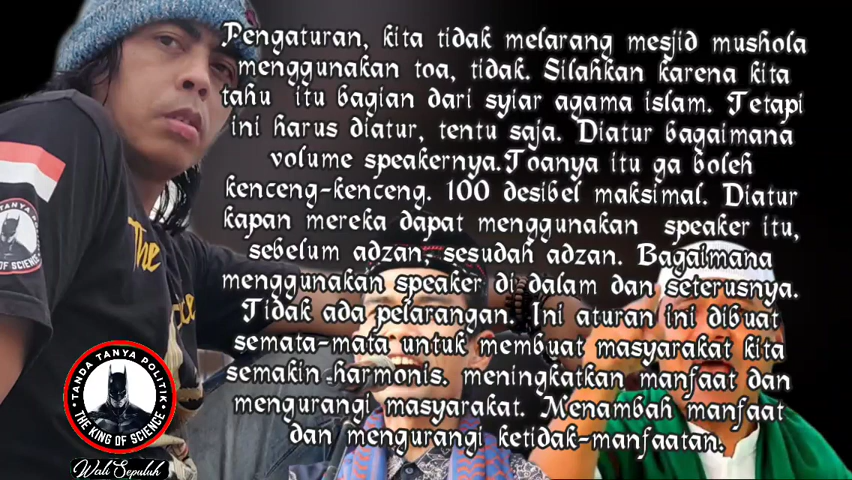 Pengaturan, kita tidak melarang mesjid mushola
menggunakan toa, tidak. Silahkan karena kita
tahu itu bagian dari syiar agama islam. Tetapi
ini harus diatur, tentu saja. Diatur bagaimana
volume speakernya.Toanya itu ga boleh
kenceng-kenceng. 100 desibel maksimal. Diatur
kapan mereka dapat menggunakan speaker itu,
sebelum adzan, sesudah adzan. Bagaimana
menggunakan speaker di dalam dan seterusnya.
Tidak ada pelarangan. Ini aturan ini dibuat
semata-mata untuk membuat masyarakat kita
semakin harmonis. meningkatkan manfaat dan
mengurangi masyarakat. Menambah manfaat
dan mengurangi ketidak-manfaatan.
The
TANDA TANYA POLITIK
THE KING OF SCIENCE
Wali Sepuluh